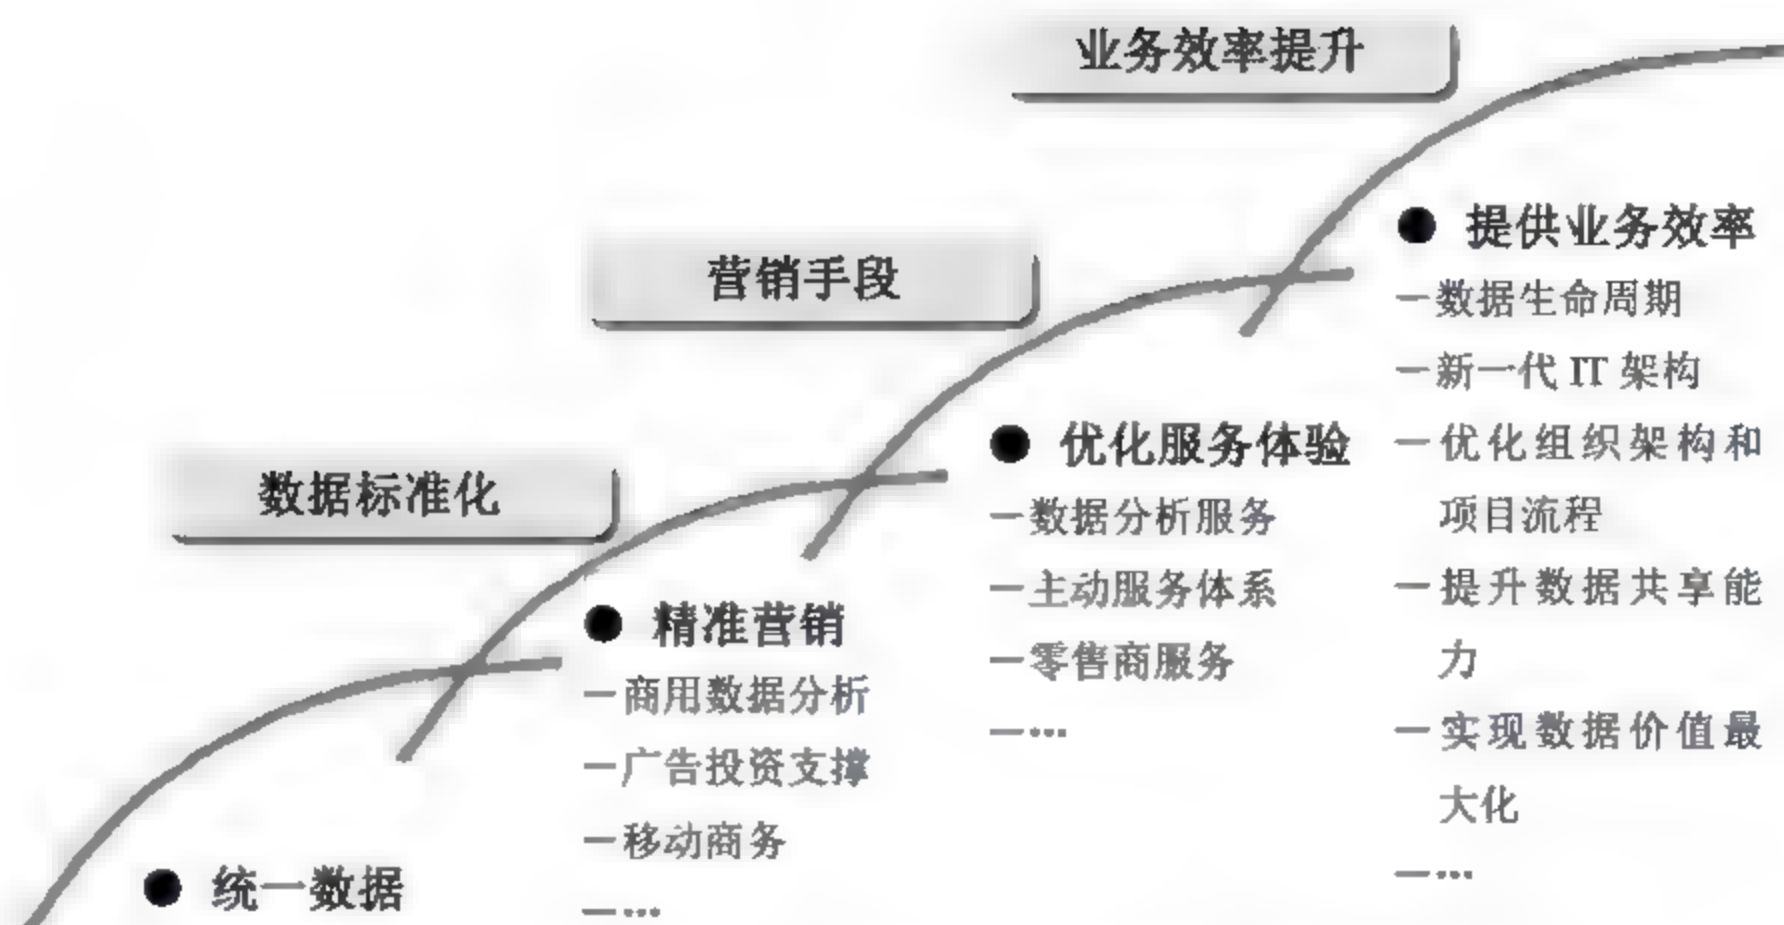 业务效率提升
营销手段
数据标准化
● 统一数据
● 精准营销
—商用数据分析
—广告投资支撑
—移动商务
—…
● 优化服务体验
—数据分析服务
—主动服务体系
—零售商服务
—…
● 提供业务效率
—数据生命周期
—新一代 IT 架构
—优化组织架构和
项目流程
—提升数据共享能
力
—实现数据价值最
大化
—…